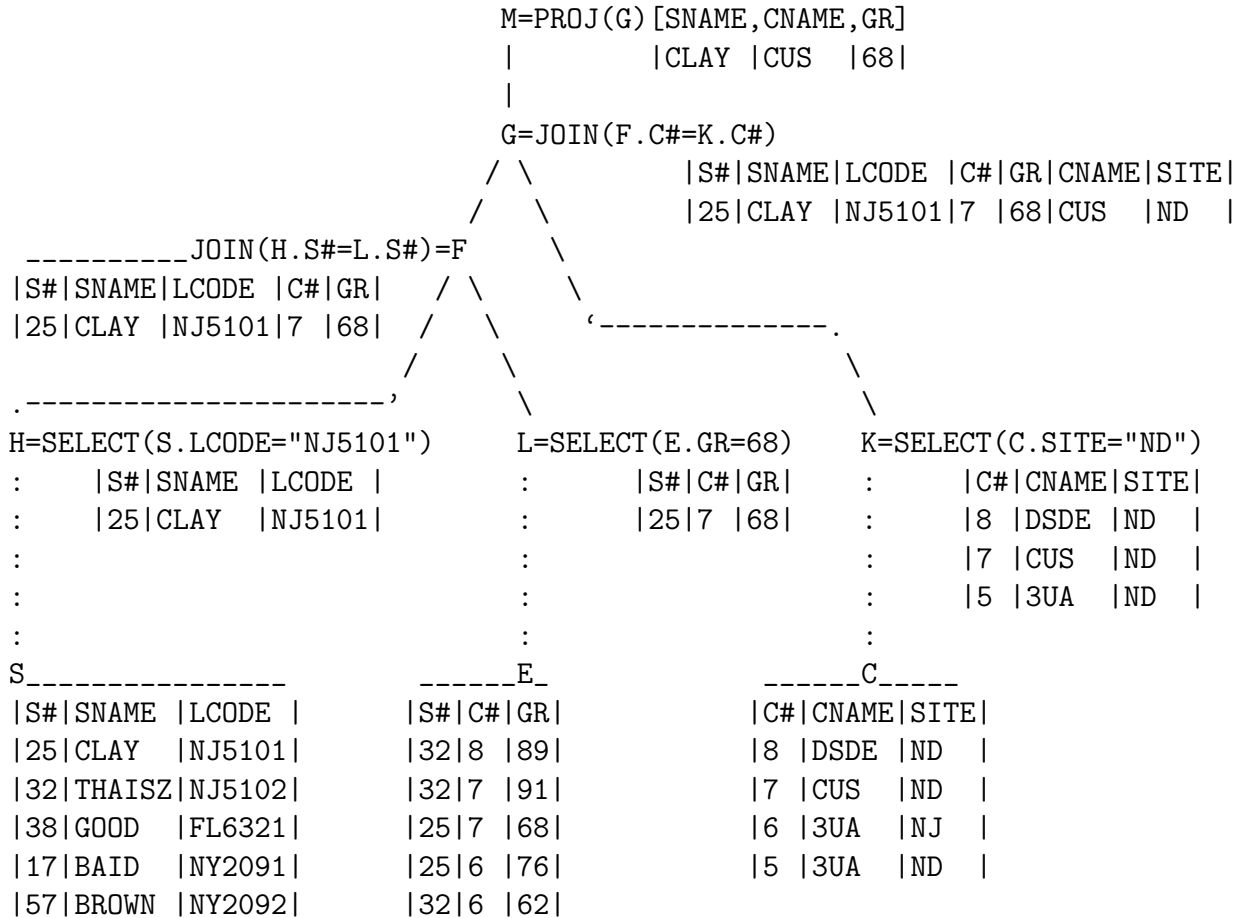 M=PROJ(G)[SNAME,CNAME,GR]
| |CLAY |CUS |68|
|
G=JOIN(F.C#=K.C#)
/ \ |S#|SNAME|LCODE |C#|GR|CNAME|SITE|
/ \ |25|CLAY |NJ5101|7 |68|CUS |ND |
__________JOIN(H.S#=L.S#)=F \
|S#|SNAME|LCODE |C#|GR| / \ \
|25|CLAY |NJ5101|7 |68| / \ ‘--------------.
/ \ \
.----------------------’ \ \
H=SELECT(S.LCODE="NJ5101") L=SELECT(E.GR=68) K=SELECT(C.SITE="ND")
: |S#|SNAME |LCODE | : |S#|C#|GR| : |C#|CNAME|SITE|
: |25|CLAY |NJ5101| : |25|7 |68| : |8 |DSDE |ND |
: : : |7 |CUS |ND |
: : : |5 |3UA |ND |
: : :
S________________ ______E_ ______C_____
|S#|SNAME |LCODE | |S#|C#|GR| |C#|CNAME|SITE|
|25|CLAY |NJ5101| |32|8 |89| |8 |DSDE |ND |
|32|THAISZ|NJ5102| |32|7 |91| |7 |CUS |ND |
|38|GOOD |FL6321| |25|7 |68| |6 |3UA |NJ |
|17|BAID |NY2091| |25|6 |76| |5 |3UA |ND |
|57|BROWN |NY2092| |32|6 |62|